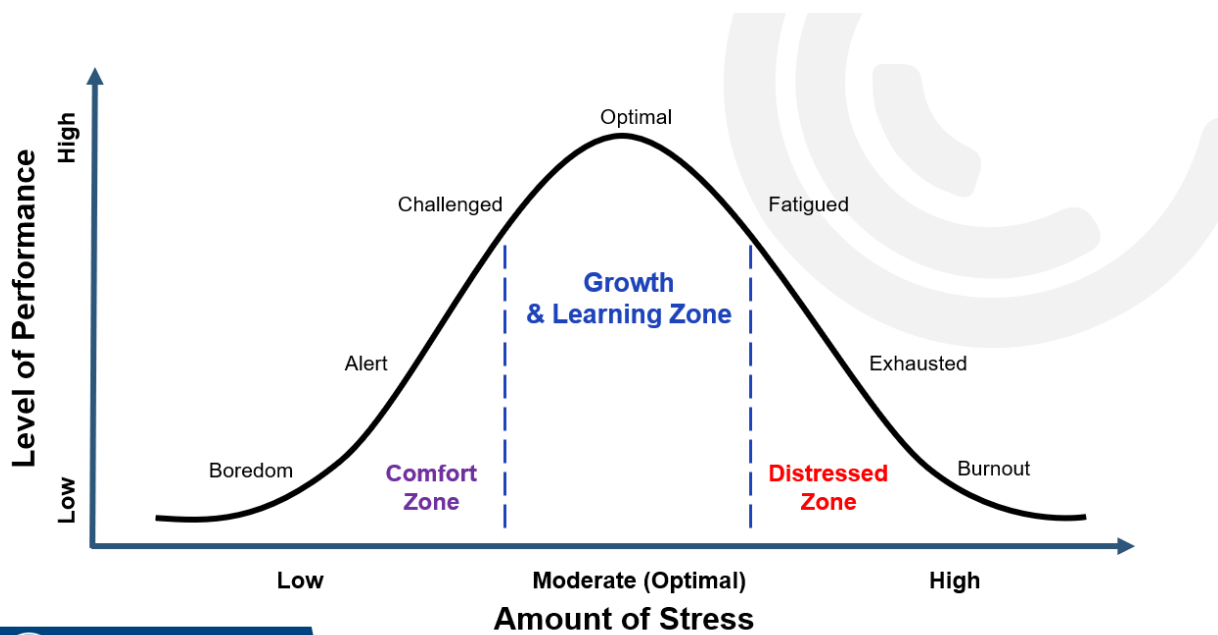 Optimal
High
Challenged
Fatigued
Level of Performance
Growth
& Learning Zone
Alert
Exhausted
Boredom
Comfort
Zone
Distressed
Zone
Burnout
Low
Low
Moderate (Optimal)
High
Amount of Stress